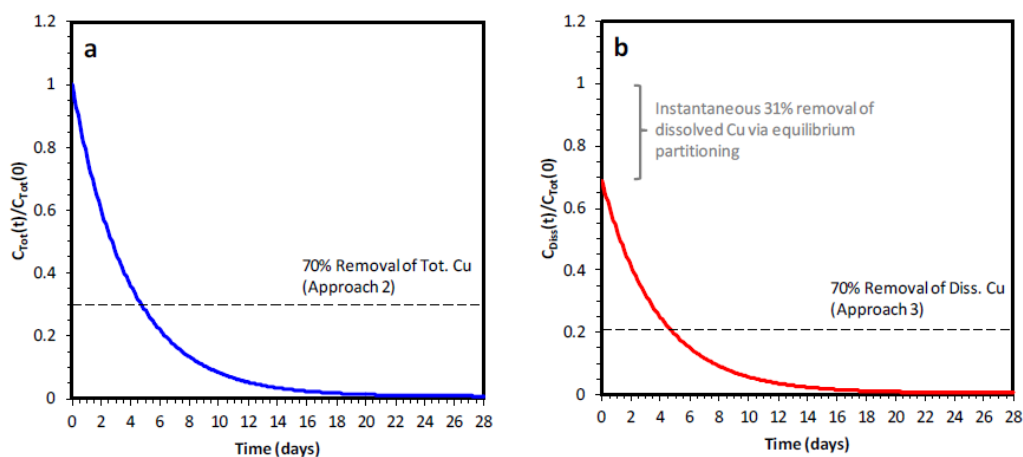 a
1.2
1
0.8
0.6
0.4
0.2
0
C_Tot(t)/C_Tot(0)
70% Removal of Tot. Cu
(Approach 2)
0 2 4 6 8 10 12 14 16 18 20 22 24 26 28
Time (days)
b
1.2
1
0.8
0.6
0.4
0.2
0
C_Diss(t)/C_Tot(0)
Instantaneous 31% removal of
dissolved Cu via equilibrium
partitioning
70% Removal of Diss. Cu
(Approach 3)
0 2 4 6 8 10 12 14 16 18 20 22 24 26 28
Time (days)